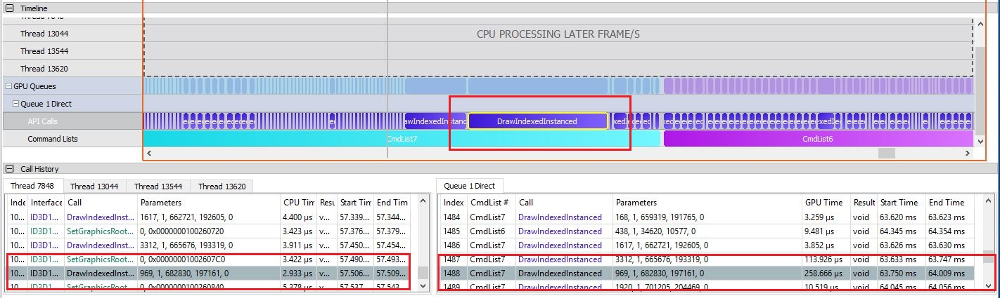 Timeline
Thread 7848
Thread 13044
CPU PROCESSING LATER FRAME/S
Thread 13544
Thread 13620
GPU Queues
Queue 1 Direct
API Calls
awIndexedInstanc DrawIndexedInstanced
Command Lists CmdList7 CmdList6
Call History
Thread 7848 Thread 13044 Thread 13544 Thread 13620
Inde Interface Call Parameters CPU Tim Resu Start Tim End Tim
10... ID3D1... DrawIndexedInst... 1617, 1, 662721, 192605, 0 4.400 µs v... 57.339... 57.344...
10... ID3D1... SetGraphicsRoot... 0, 0x0000000100260720 3.423 µs v... 57.376... 57.379...
10... ID3D1... DrawIndexedInst... 3312, 1, 665676, 193319, 0 3.911 µs v... 57.450... 57.454...
10... ID3D1... SetGraphicsRoot... 0, 0x00000001002607C0 3.422 µs v... 57.490... 57.493...
10... ID3D1... DrawIndexedInst... 969, 1, 682830, 197161, 0 2.933 µs v... 57.506... 57.509...
10... ID3D1... SetGraphicsRoot... 0, 0x0000000100260840 5.378 µs v... 57.537... 57.543...
Queue 1 Direct
Index CmdList # Call Parameters GPU Time Result Start Time End Time
1484 CmdList7 DrawIndexedInstanced 168, 1, 659319, 191765, 0 3.259 µs void 63.620 ms 63.623 ms
1485 CmdList6 DrawIndexedInstanced 438, 1, 34620, 10577, 0 9.481 µs void 64.345 ms 64.354 ms
1486 CmdList7 DrawIndexedInstanced 1617, 1, 662721, 192605, 0 3.852 µs void 63.626 ms 63.630 ms
1487 CmdList7 DrawIndexedInstanced 3312, 1, 665676, 193319, 0 113.926 µs void 63.633 ms 63.747 ms
1488 CmdList7 DrawIndexedInstanced 969, 1, 682830, 197161, 0 258.666 µs void 63.750 ms 64.009 ms
1489 CmdList7 DrawIndexedInstanced 1920, 1, 701205, 204469, 0 10.519 µs void 64.045 ms 64.056 ms